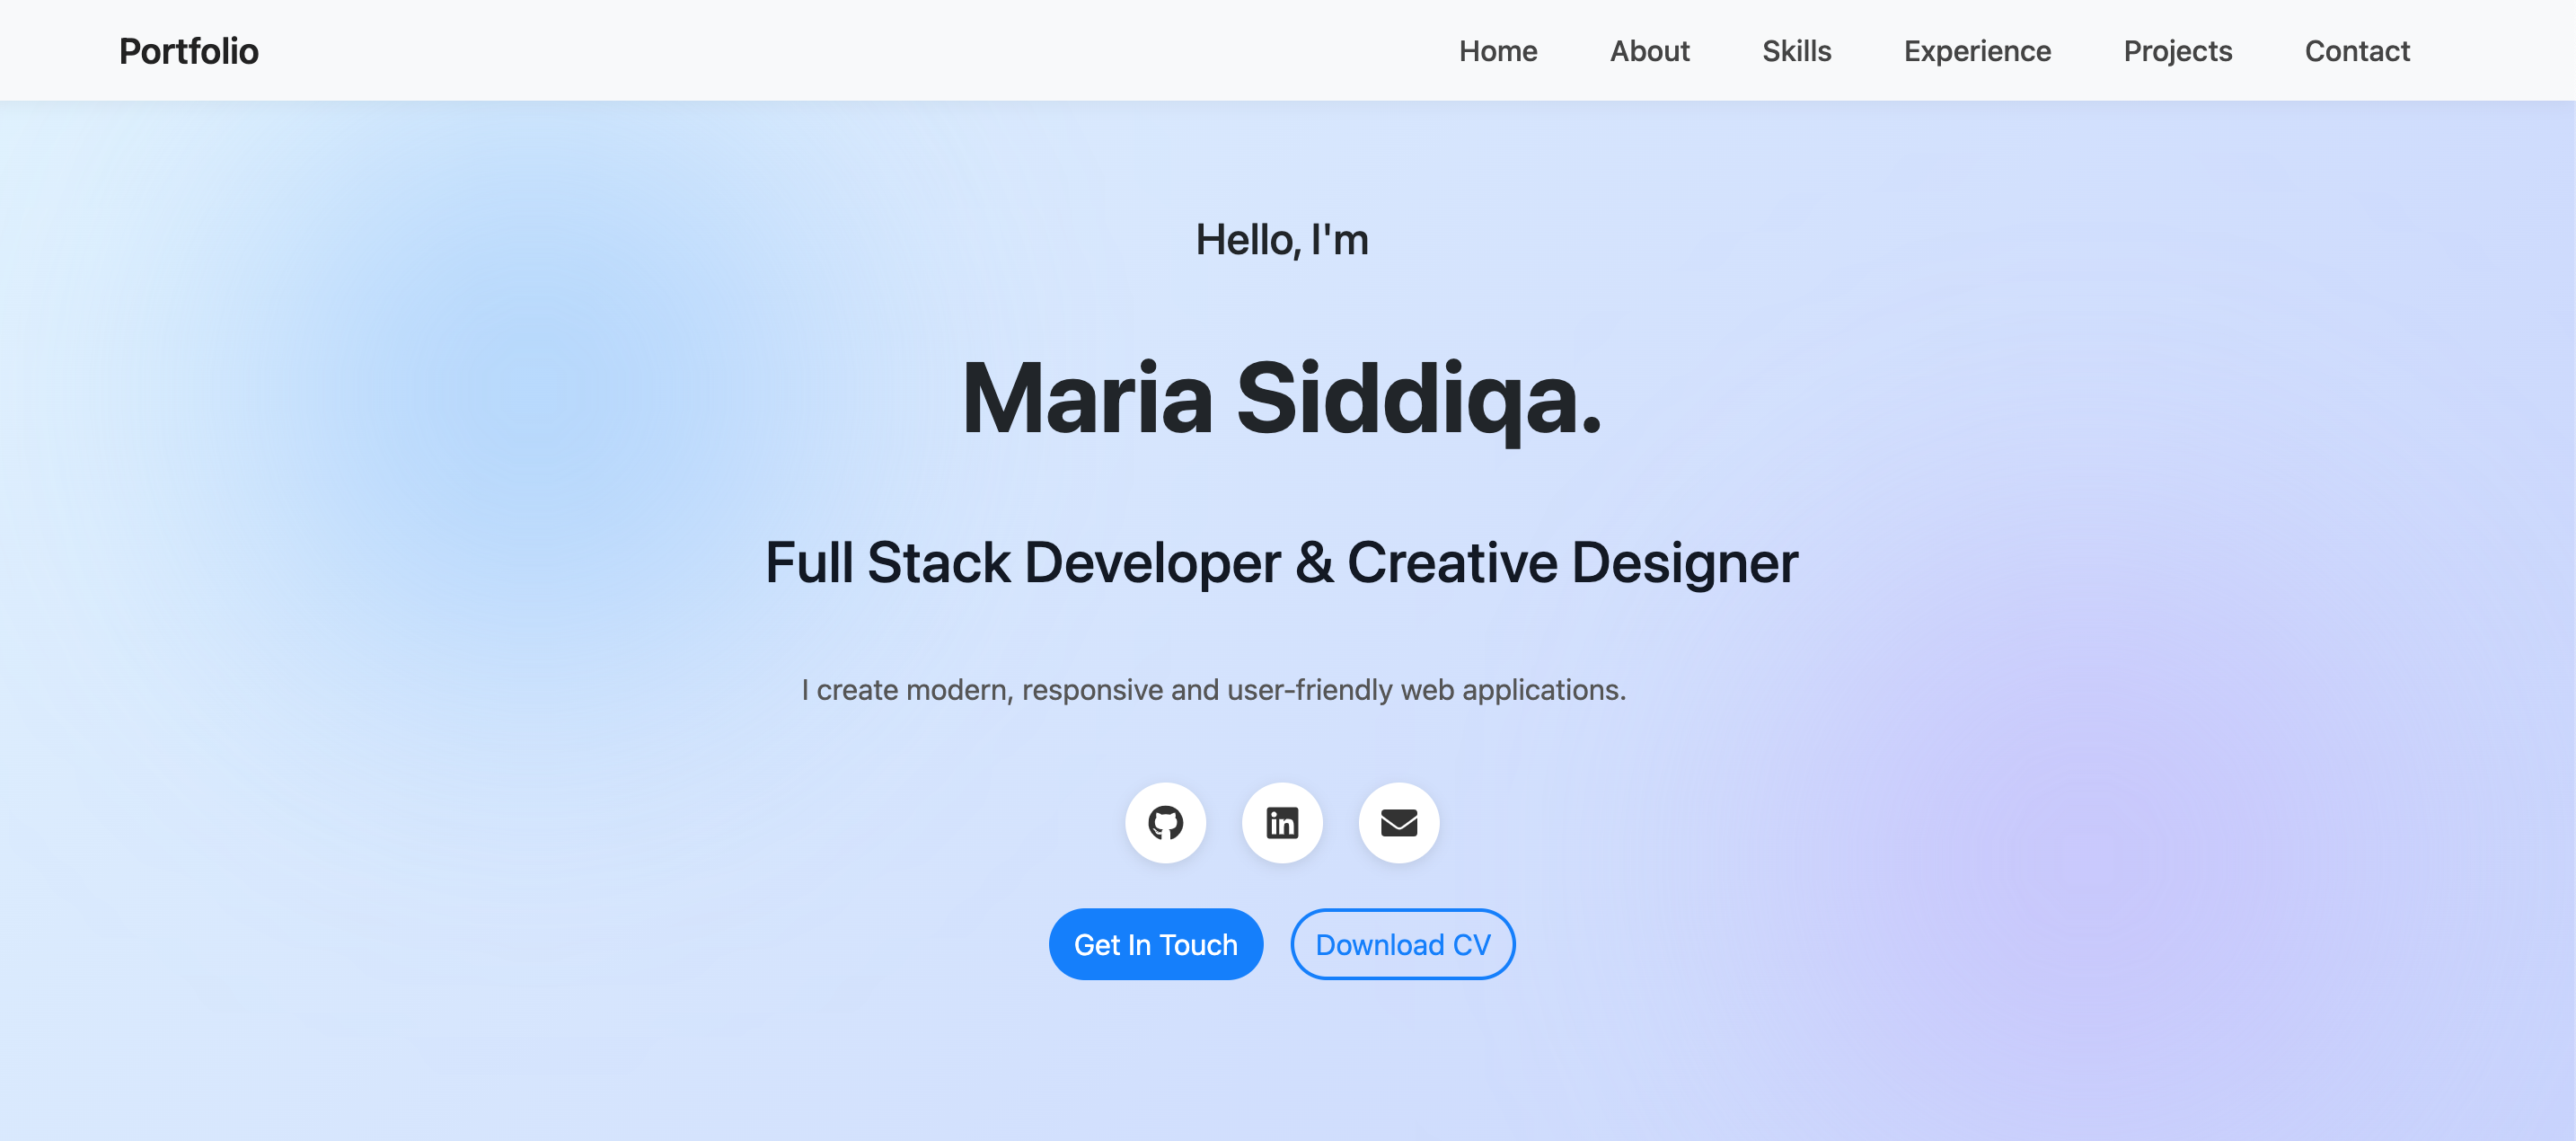 Portfolio
Home About Skills Experience Projects Contact
Hello, I'm
Maria Siddiqa.
Full Stack Developer & Creative Designer
I create modern, responsive and user-friendly web applications.
in
Get In Touch
Download CV